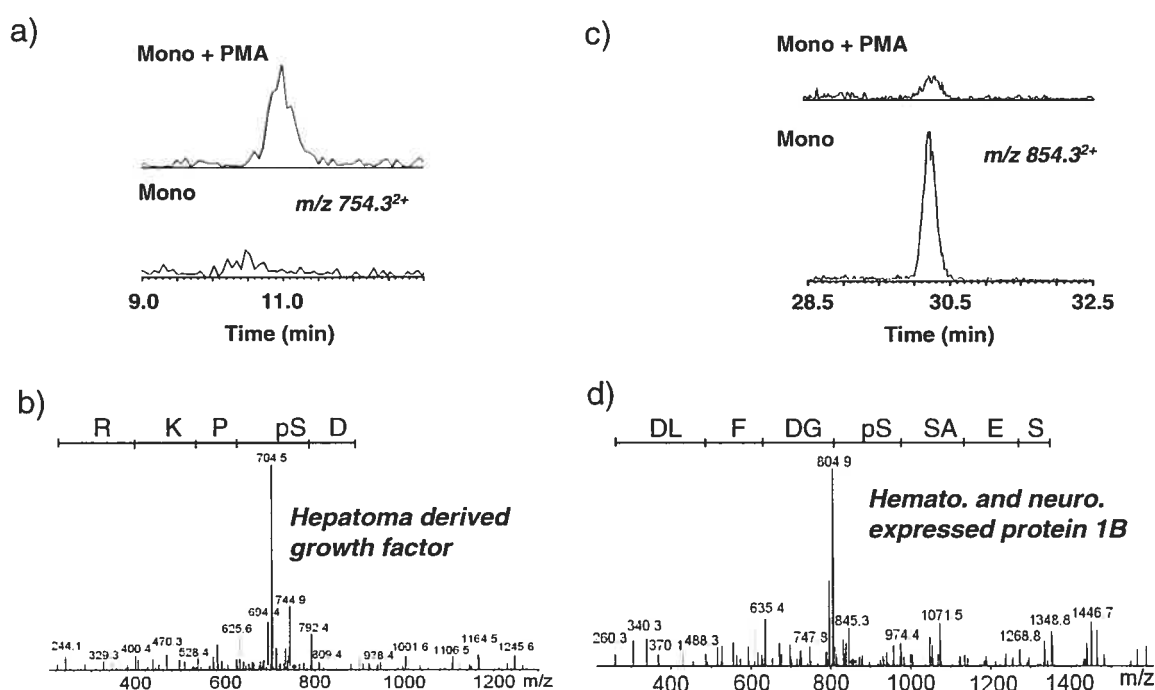 a)
Mono + PMA
Mono
m/z 754.3²⁺
9.0 11.0
Time (min)
c)
Mono + PMA
Mono
m/z 854.3²⁺
28.5 30.5 32.5
Time (min)
b)
R K P pS D
704 5
Hepatoma derived
growth factor
694 4
744 9
625 6
792 4
244.1 329 3 400 4 470 3 528 4 809 4 978 4 1001 6 1106 5 1164 5 1245 6
400 600 800 1000 1200 m/z
d)
DL F DG pS SA E S
804 9
Hemato. and neuro.
expressed protein 1B
635 4
845.3
1071 5
1348.8
1446.7
260 3 340 3 370 1 488.3 747 9 974.4 1268.8
400 600 800 1000 1200 1400 m/z